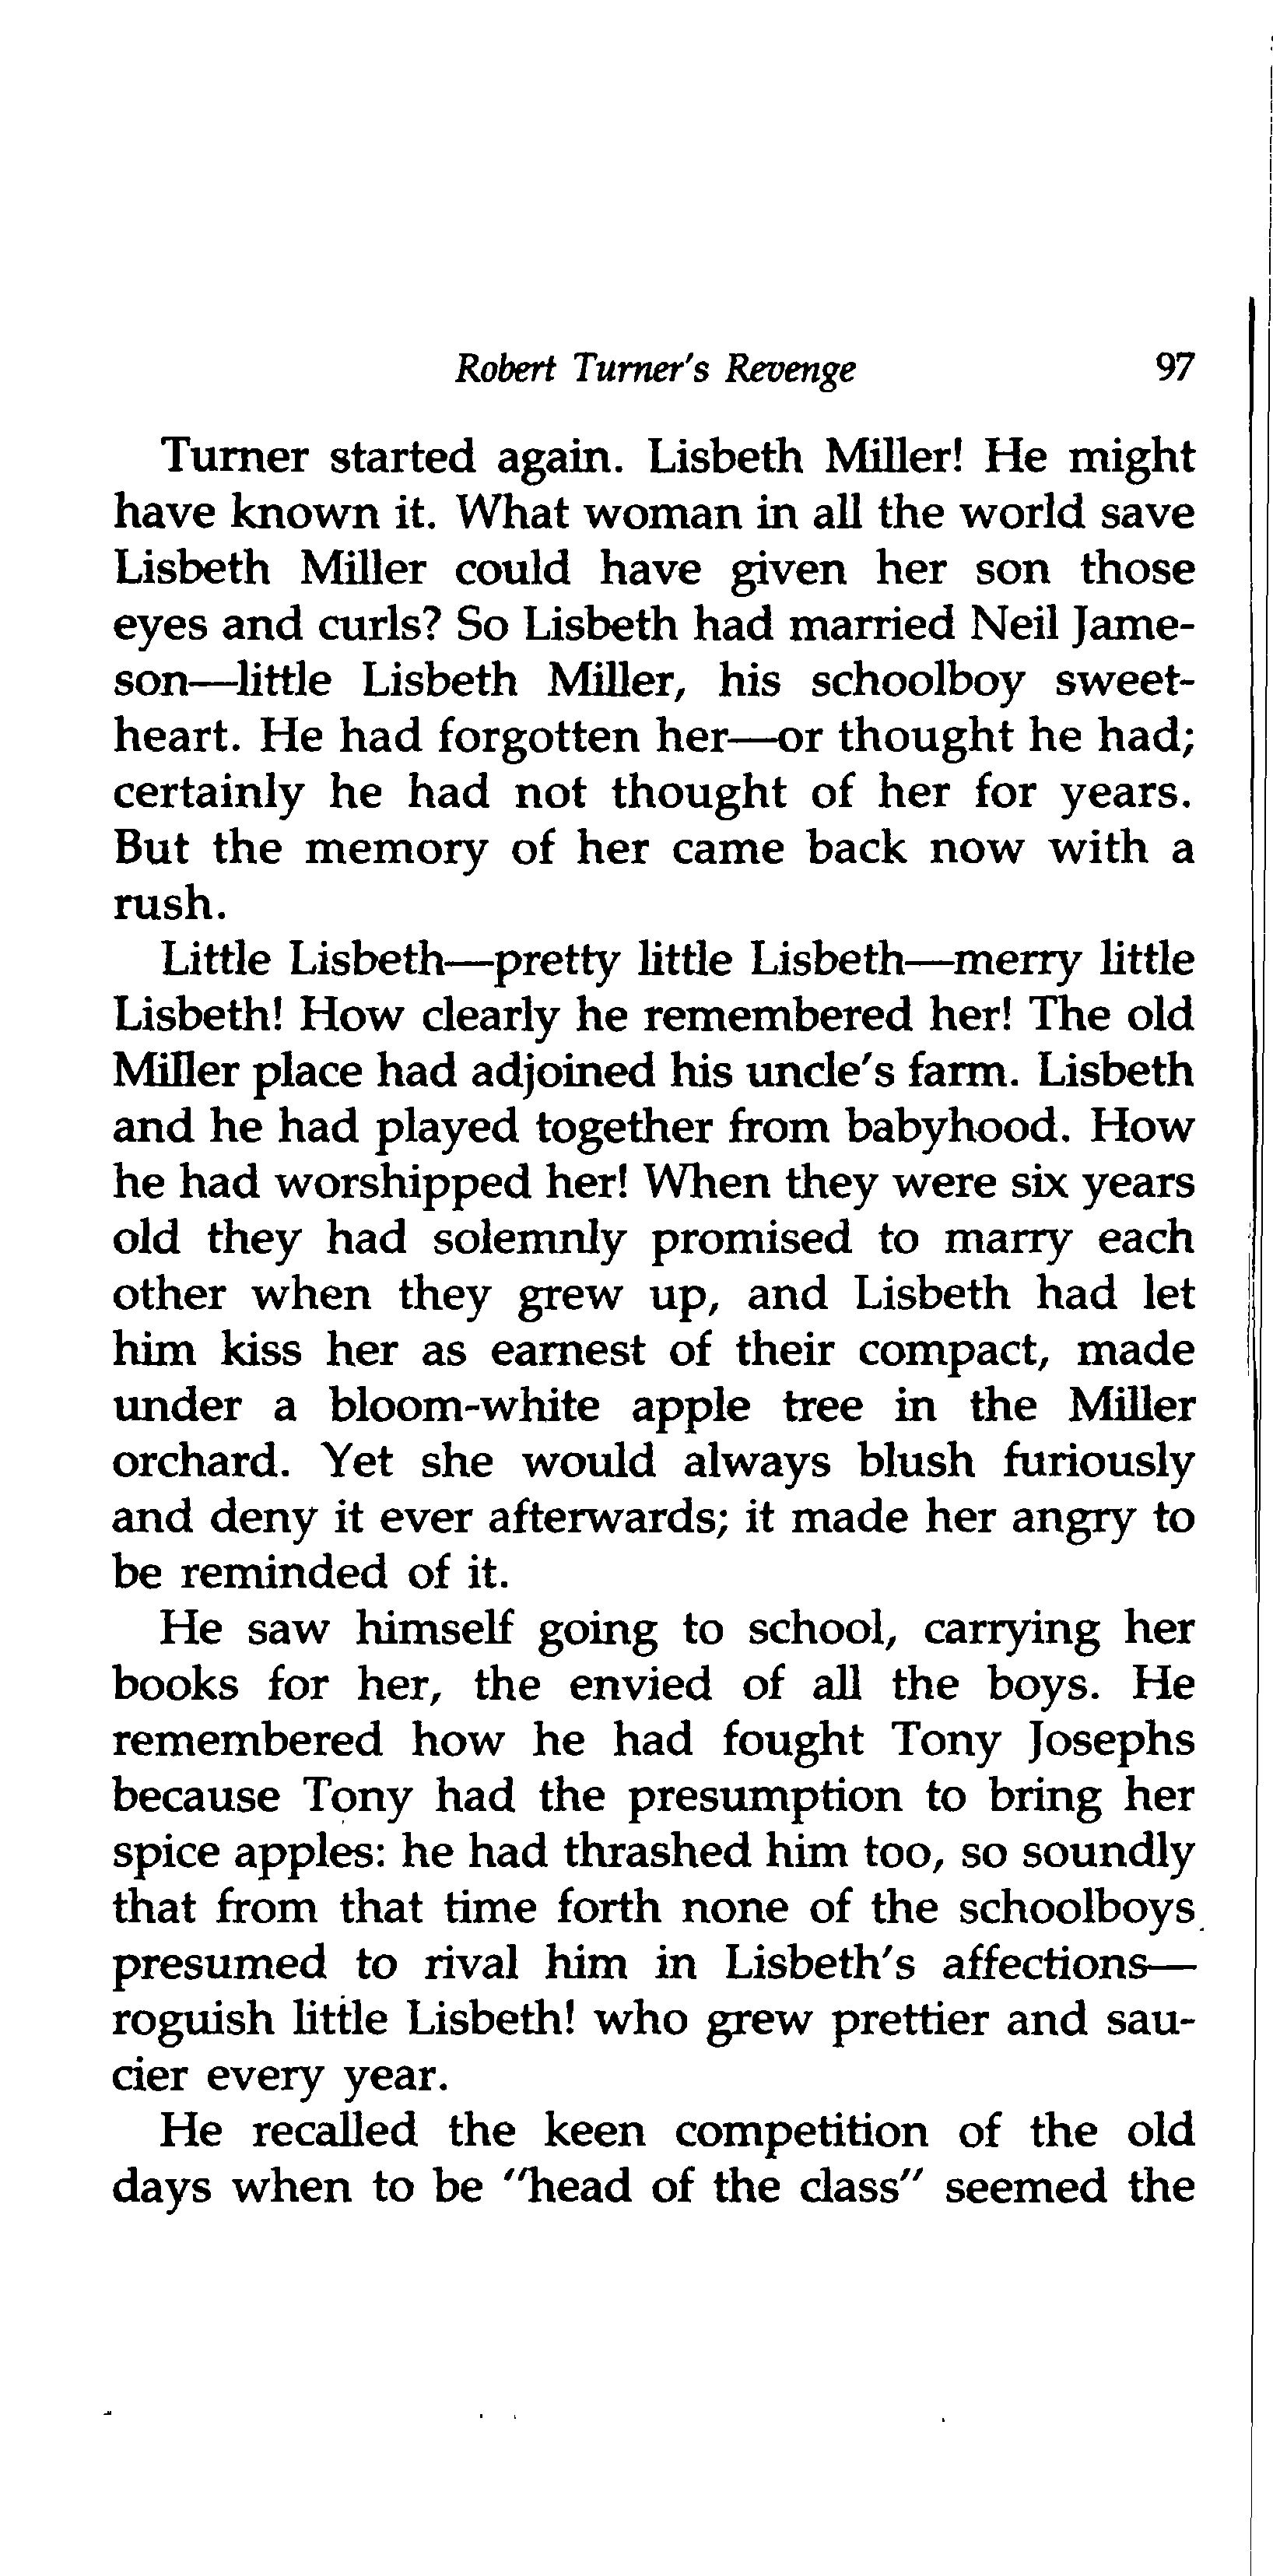 Robert Turner's Revenge 97
Turner started again. Lisbeth Miller! He might
have known it. What woman in all the world save
Lisbeth Miller could have given her son those
eyes and curls? So Lisbeth had married Neil Jame-
son—little Lisbeth Miller, his schoolboy sweet-
heart. He had forgotten her—or thought he had;
certainly he had not thought of her for years.
But the memory of her came back now with a
rush.
Little Lisbeth—pretty little Lisbeth—merry little
Lisbeth! How clearly he remembered her! The old
Miller place had adjoined his uncle's farm. Lisbeth
and he had played together from babyhood. How
he had worshipped her! When they were six years
old they had solemnly promised to marry each
other when they grew up, and Lisbeth had let
him kiss her as earnest of their compact, made
under a bloom-white apple tree in the Miller
orchard. Yet she would always blush furiously
and deny it ever afterwards; it made her angry to
be reminded of it.
He saw himself going to school, carrying her
books for her, the envied of all the boys. He
remembered how he had fought Tony Josephs
because Tony had the presumption to bring her
spice apples: he had thrashed him too, so soundly
that from that time forth none of the schoolboys
presumed to rival him in Lisbeth's affections—
roguish little Lisbeth! who grew prettier and sau-
cier every year.
He recalled the keen competition of the old
days when to be "head of the class" seemed the